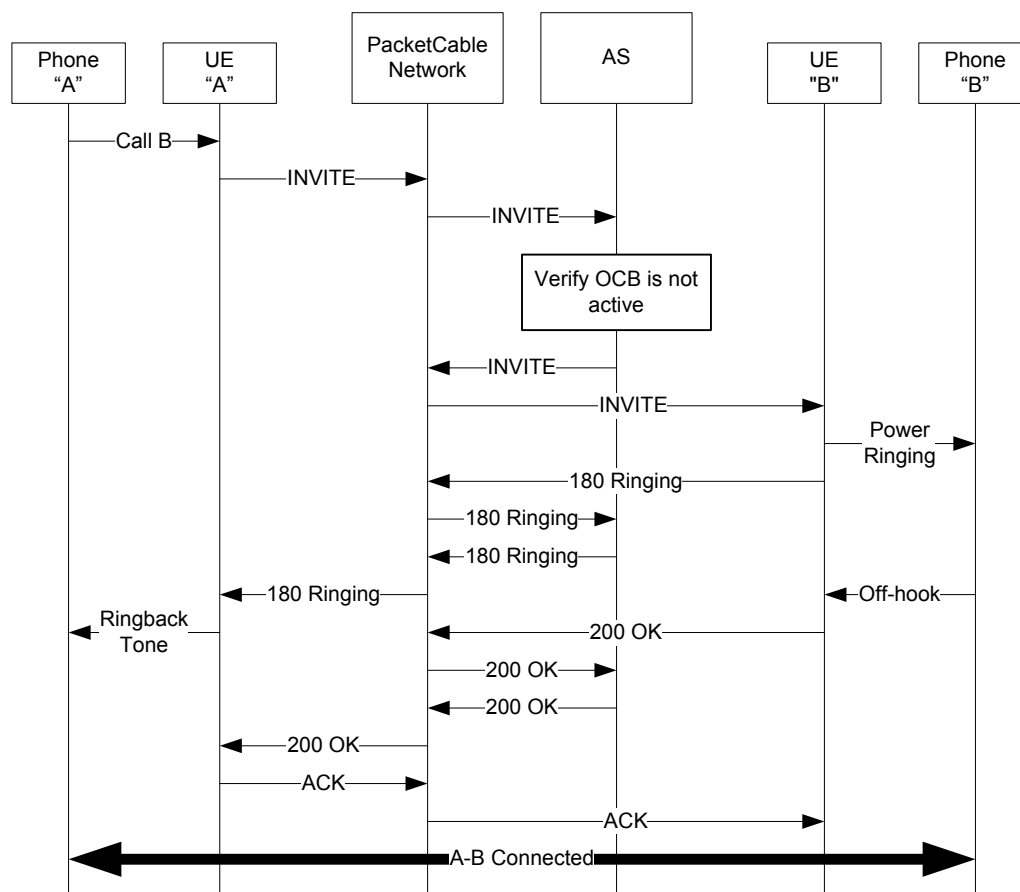 Phone
“A”
UE
“A”
PacketCable
Network
AS
UE
"B"
Phone
“B”
Call B
INVITE
INVITE
Verify OCB is not
active
INVITE
INVITE
Power
Ringing
180 Ringing
180 Ringing
180 Ringing
180 Ringing
Off-hook
Ringback
Tone
200 OK
200 OK
200 OK
200 OK
ACK
ACK
A-B Connected